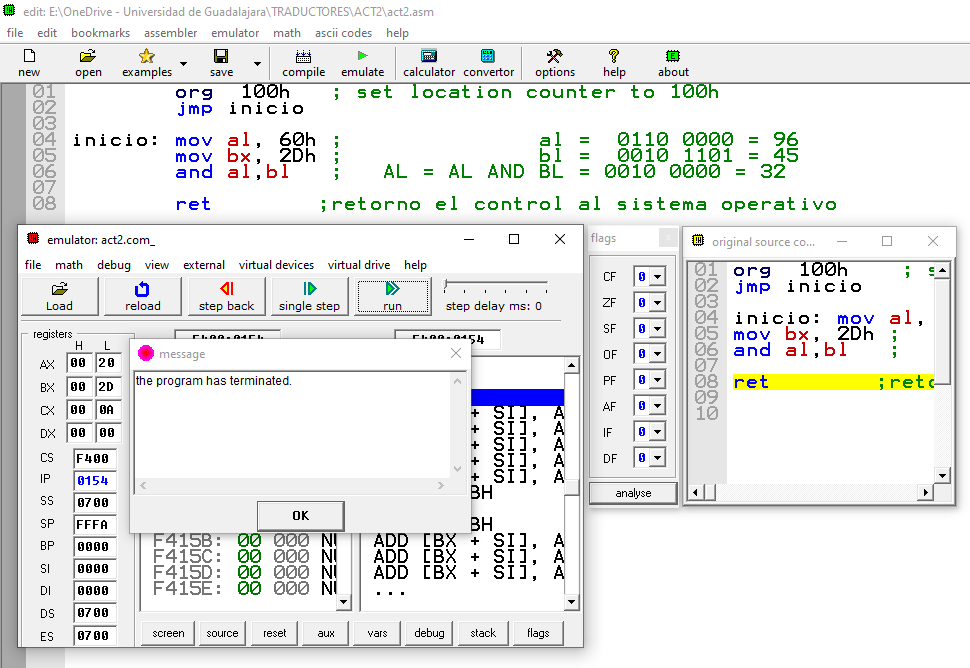 edit: E:\OneDrive - Universidad de Guadalajara\TRADUCTORES\ACT2\act2.asm
file edit bookmarks assembler emulator math ascii codes help
new open examples save compile emulate calculator convertor options help about
01 org 100h ; set location counter to 100h
02 jmp inicio
03
04 inicio: mov al, 60h ; al = 0110 0000 = 96
05 mov bx, 2Dh ; bl = 0010 1101 = 45
06 and al,bl ; AL = AL AND BL = 0010 0000 = 32
07
08 ret ;retorno el control al sistema operativo
emulator: act2.com_
file math debug view external virtual devices virtual drive help
Load reload step back single step run step delay ms: 0
registers
H L
AX 00 20
BX 00 2D
CX 00 0A
DX 00 00
CS F400
IP 0154
SS 0700
SP FFFA
BP 0000
SI 0000
DI 0000
DS 0700
ES 0700
F400:0154 F400:0154
message
the program has terminated.
OK
+ SI], A
+ SI], A
+ SI], A
+ SI], A
+ SI], A
BH
BH
F415B: 00 000 NU ADD [BX + SI], A
F415C: 00 000 NU ADD [BX + SI], A
F415D: 00 000 NU ADD [BX + SI], A
F415E: 00 000 NU ...
screen source reset aux vars debug stack flags
flags
CF 0
ZF 0
SF 0
OF 0
PF 0
AF 0
IF 0
DF 0
analyse
original source co...
01 org 100h ; s
02 jmp inicio
03
04 inicio: mov al,
05 mov bx, 2Dh ;
06 and al,bl ;
07
08 ret ;reto
09
10